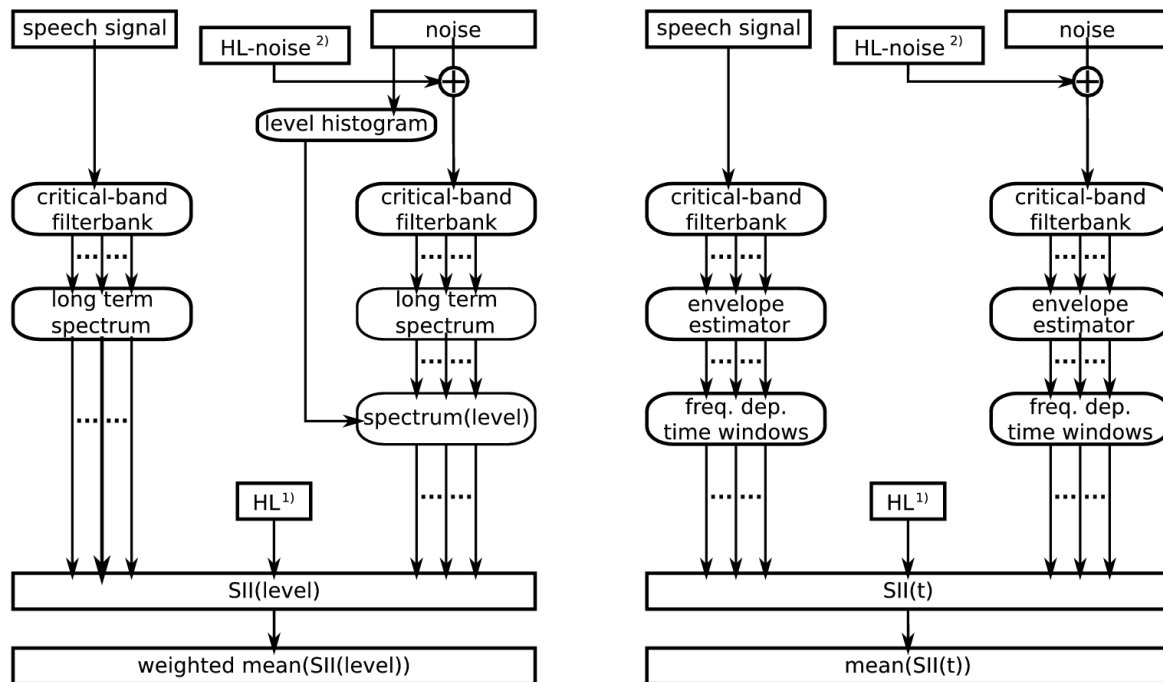 speech signal
HL-noise 2)
noise
level histogram
critical-band
filterbank
critical-band
filterbank
long term
spectrum
long term
spectrum
spectrum(level)
HL1)
SII(level)
weighted mean(SII(level))
speech signal
HL-noise 2)
noise
critical-band
filterbank
critical-band
filterbank
envelope
estimator
envelope
estimator
freq. dep.
time windows
freq. dep.
time windows
HL1)
SII(t)
mean(SII(t))